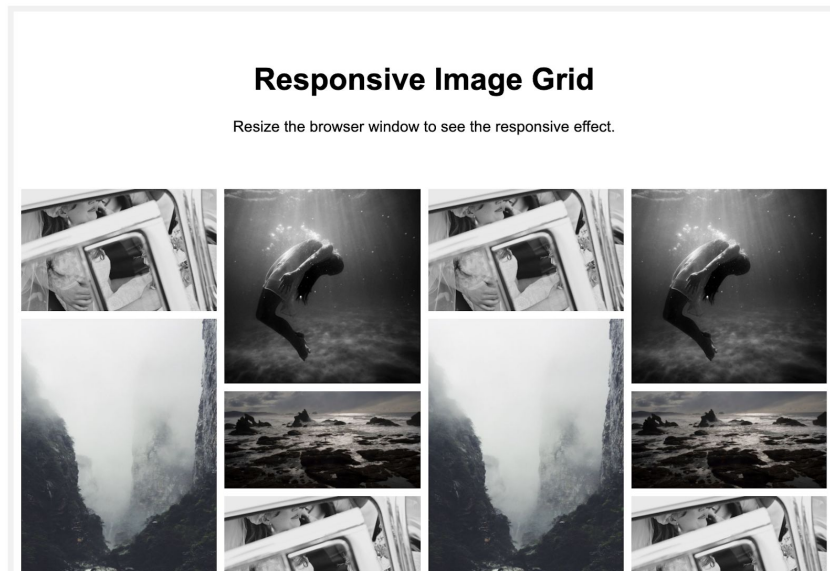 Responsive Image Grid
Resize the browser window to see the responsive effect.